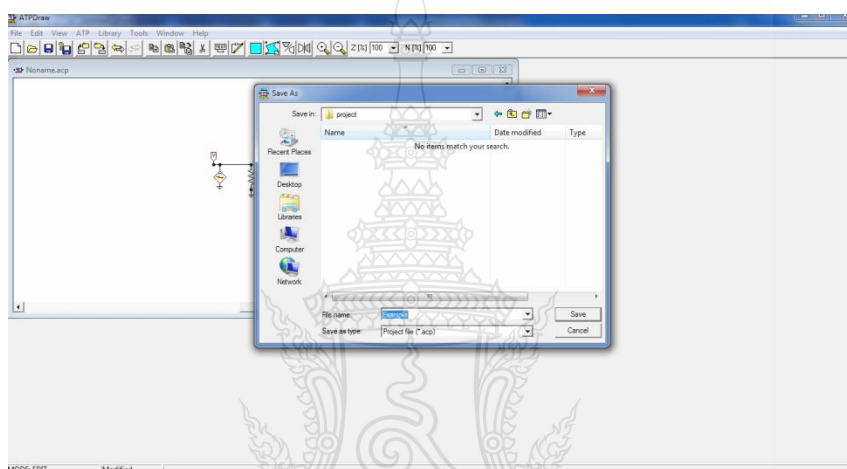 ATPDraw
File Edit View ATP Library Tools Window Help
Z [%] 100 N [%] 100
Noname.acp
Save As
Save in: project
Name Date modified Type
No items match your search.
Recent Places
Desktop
Libraries
Computer
Network
File name: Example Save
Save as type: Project file (*.acp) Cancel
MODE: EDIT Modified